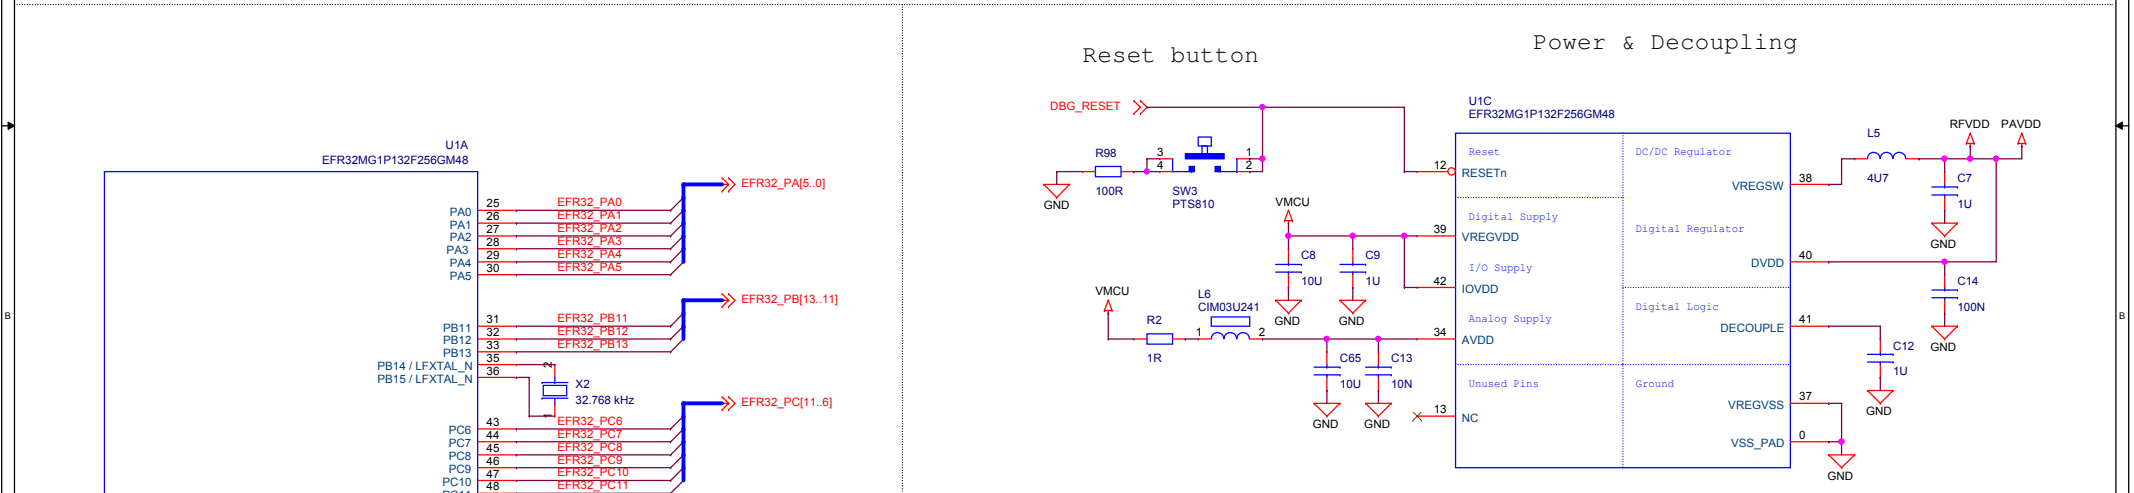 Reset button
Power & Decoupling
DBG_RESET
R98
100R
GND
3
4
1
2
SW3
PTS810
U1C
EFR32MG1P132F256GM48
Reset
DC/DC Regulator
12
RESETn
VREGSW
38
L5
4U7
RFVDD
PAVDD
C7
1U
GND
VMCU
Digital Supply
39
VREGVDD
Digital Regulator
I/O Supply
DVDD
40
42
IOVDD
C8
10U
GND
C9
1U
GND
C14
100N
GND
VMCU
R2
1R
L6
CIM03U241
1
2
Analog Supply
34
AVDD
Digital Logic
DECOUPLE
41
C12
1U
GND
C65
10U
GND
C13
10N
GND
Unused Pins
Ground
13
NC
VREGVSS
37
VSS_PAD
0
GND
U1A
EFR32MG1P132F256GM48
PA0
25
EFR32_PA0
PA1
26
EFR32_PA1
PA2
27
EFR32_PA2
PA3
28
EFR32_PA3
PA4
29
EFR32_PA4
PA5
30
EFR32_PA5
EFR32_PA[5..0]
PB11
31
EFR32_PB11
PB12
32
EFR32_PB12
PB13
33
EFR32_PB13
EFR32_PB[13..11]
PB14 / LFXTAL_N
35
PB15 / LFXTAL_N
36
2
1
X2
32.768 kHz
PC6
43
EFR32_PC6
PC7
44
EFR32_PC7
PC8
45
EFR32_PC8
PC9
46
EFR32_PC9
PC10
47
EFR32_PC10
48
EFR32_PC11
EFR32_PC[11..6]
B
B